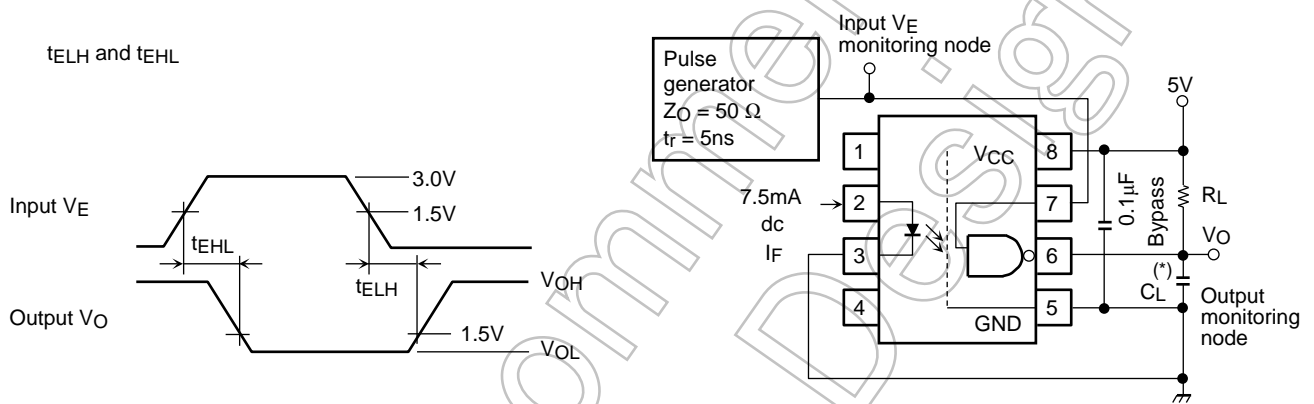 tELH and tEHL
Input VE
3.0V
1.5V
tEHL
tELH
VOH
Output VO
1.5V
VOL
Pulse
generator
ZO = 50 Ω
tr = 5ns
Input VE
monitoring node
5V
1
VCC
8
7.5mA
dc
IF
2
7
0.1μF
Bypass
RL
3
6
VO
4
GND
5
(*)
CL
Output
monitoring
node